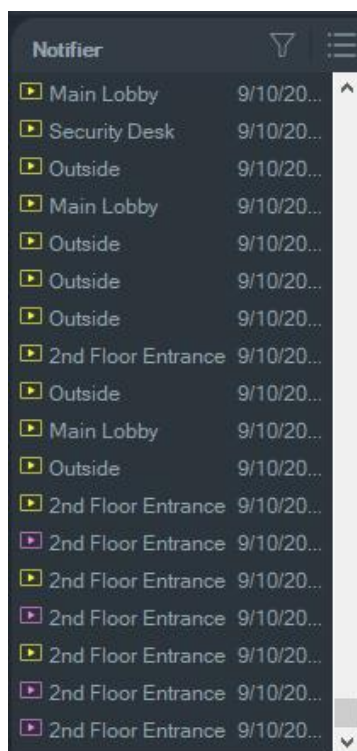 Notifier
Main Lobby 9/10/20...
Security Desk 9/10/20...
Outside 9/10/20...
Main Lobby 9/10/20...
Outside 9/10/20...
Outside 9/10/20...
Outside 9/10/20...
2nd Floor Entrance 9/10/20...
Outside 9/10/20...
Main Lobby 9/10/20...
Outside 9/10/20...
2nd Floor Entrance 9/10/20...
2nd Floor Entrance 9/10/20...
2nd Floor Entrance 9/10/20...
2nd Floor Entrance 9/10/20...
2nd Floor Entrance 9/10/20...
2nd Floor Entrance 9/10/20...
2nd Floor Entrance 9/10/20...